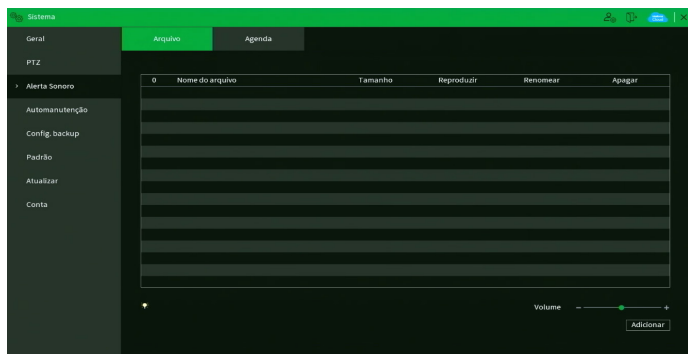 Sistema
Geral
Arquivo
Agenda
PTZ
Alerta Sonoro
0 Nome do arquivo Tamanho Reproduzir Renomear Apagar
Automanutenção
Config. backup
Padrão
Atualizar
Conta
Volume - +
Adicionar